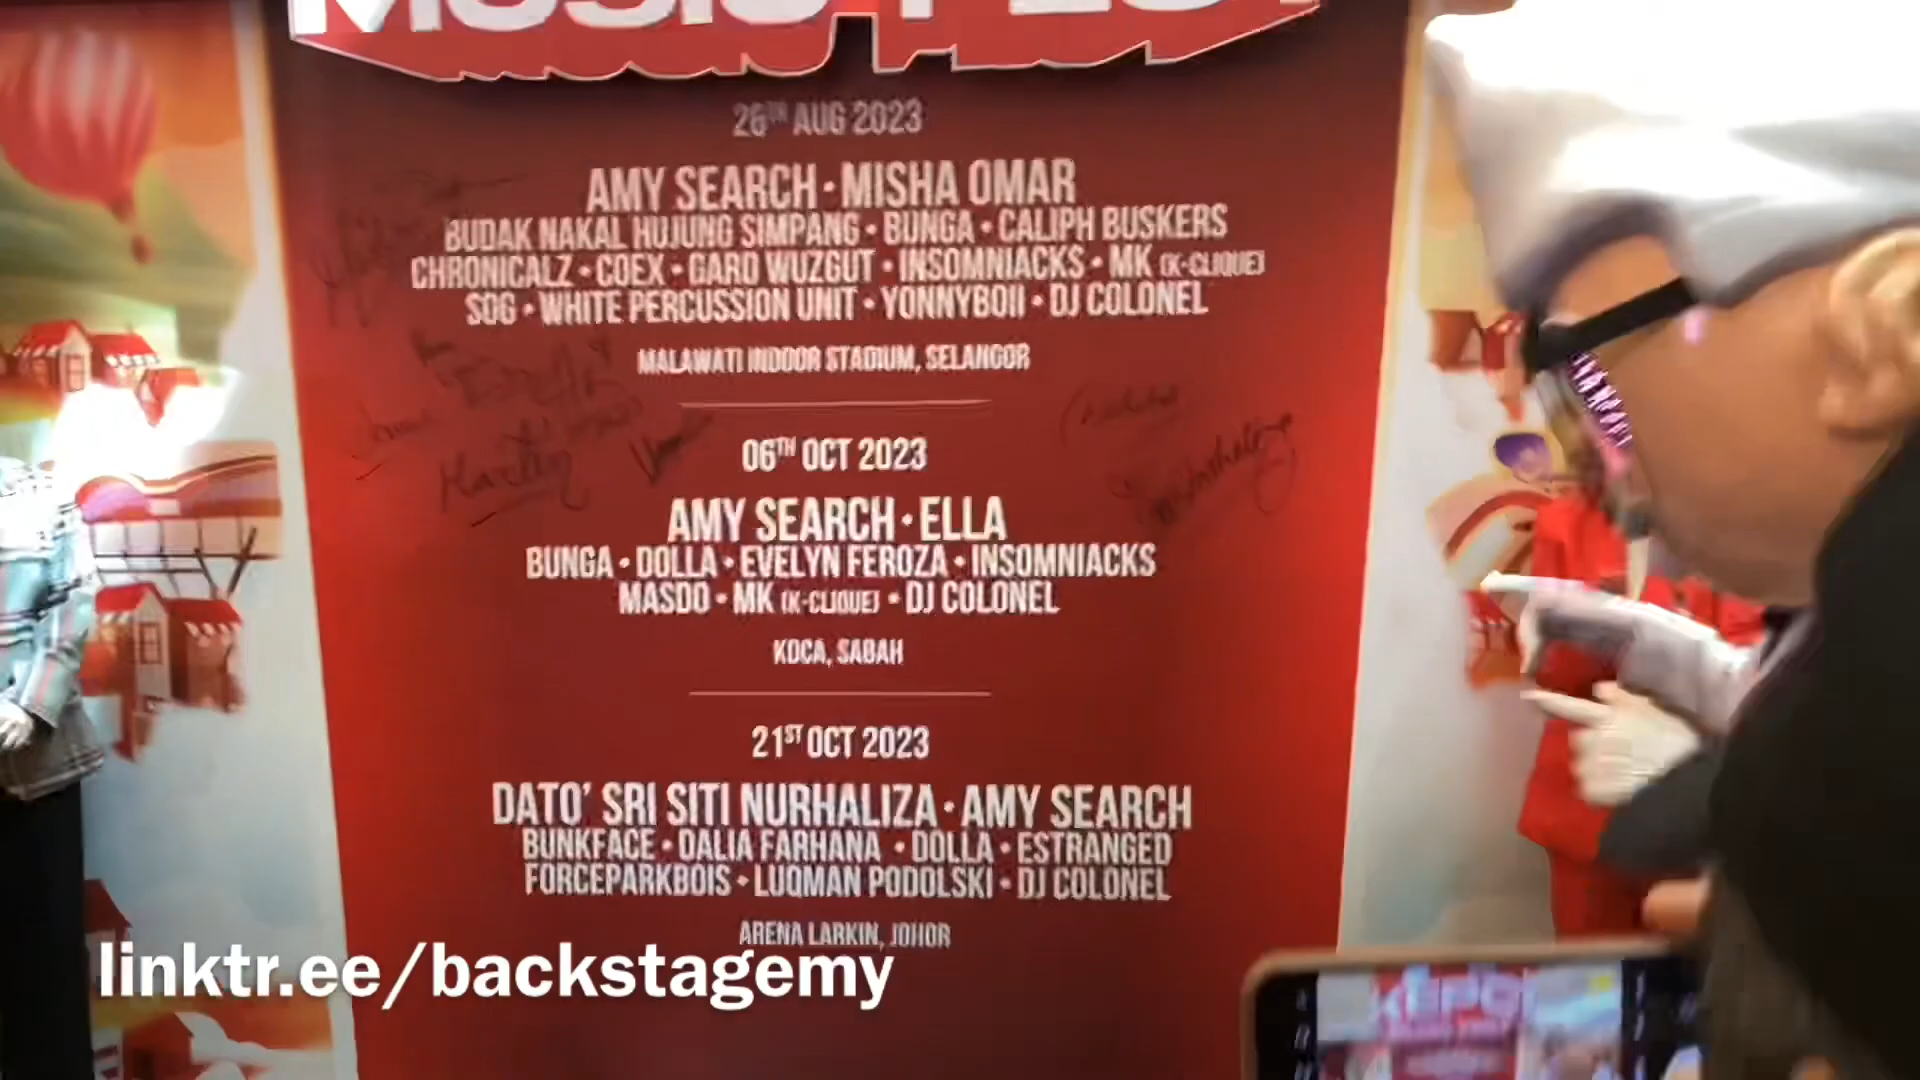 MUSIC FEST
26TH AUG 2023
AMY SEARCH • MISHA OMAR
BUDAK NAKAL HUJUNG SIMPANG • BUNGA • CALIPH BUSKERS
CHRONICALZ • COEX • GARD WUZGUT • INSOMNIACKS • MK (K-CLIQUE)
SOG • WHITE PERCUSSION UNIT • YONNYBOII • DJ COLONEL
MALAWATI INDOOR STADIUM, SELANGOR
06TH OCT 2023
AMY SEARCH • ELLA
BUNGA • DOLLA • EVELYN FEROZA • INSOMNIACKS
MASDO • MK (K-CLIQUE) • DJ COLONEL
KOCA, SABAH
21ST OCT 2023
DATO' SRI SITI NURHALIZA • AMY SEARCH
BUNKFACE • DALIA FARHANA • DOLLA • ESTRANGED
FORCEPARKBOIS • LUQMAN PODOLSKI • DJ COLONEL
ARENA LARKIN, JOHOR
linktr.ee/backstagemy